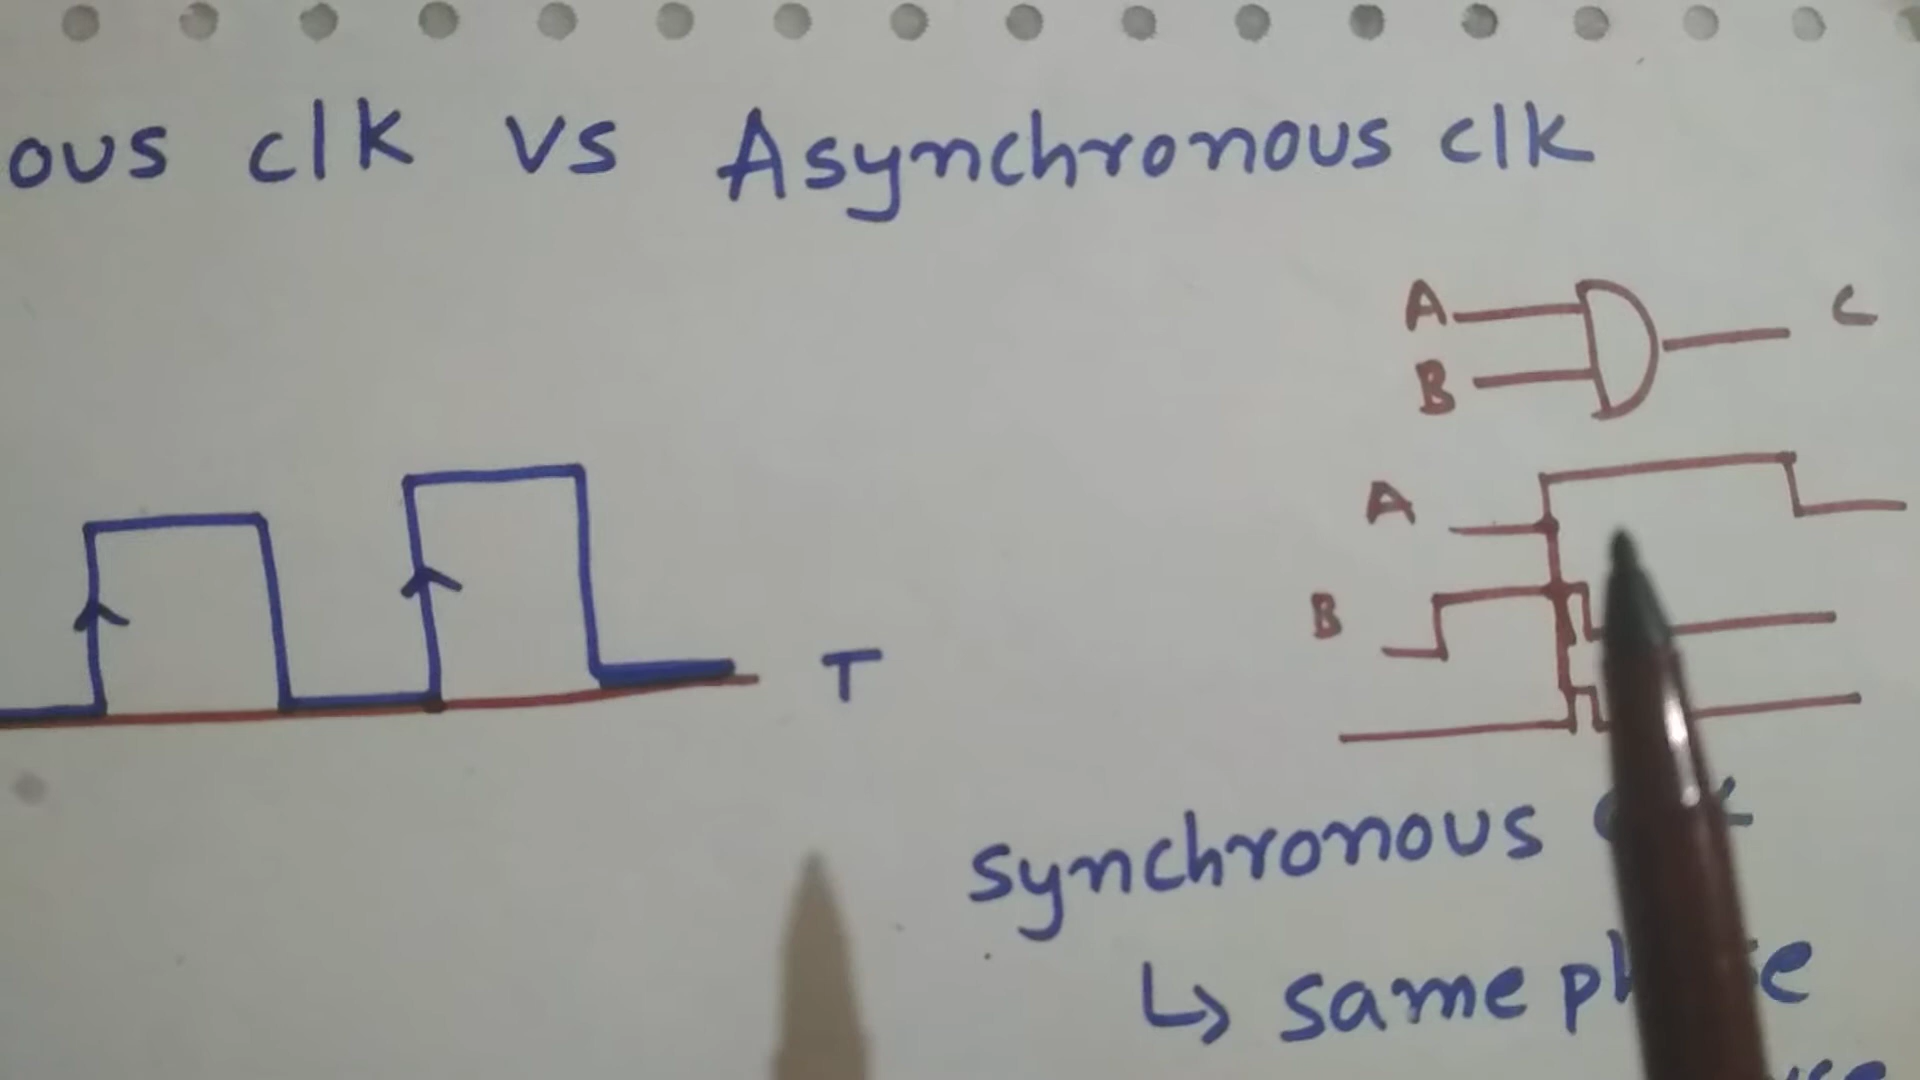 ous clk vs Asynchronous clk
A C
B
A
B
T
synchronous
↳ same